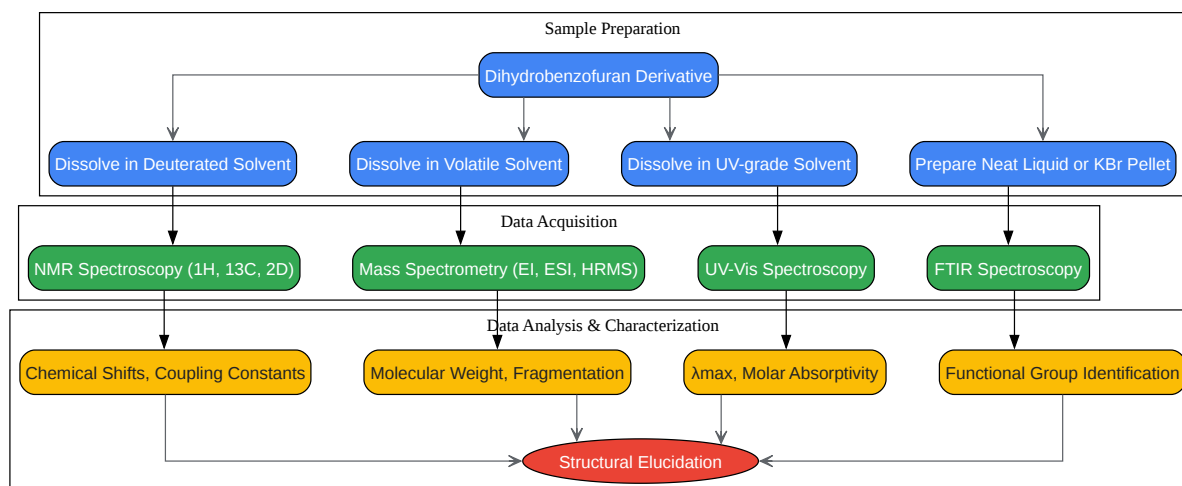 Sample Preparation
Dihydrobenzofuran Derivative
Dissolve in Deuterated Solvent
Dissolve in Volatile Solvent
Dissolve in UV-grade Solvent
Prepare Neat Liquid or KBr Pellet
Data Acquisition
NMR Spectroscopy (1H, 13C, 2D)
Mass Spectrometry (EI, ESI, HRMS)
UV-Vis Spectroscopy
FTIR Spectroscopy
Data Analysis & Characterization
Chemical Shifts, Coupling Constants
Molecular Weight, Fragmentation
λmax, Molar Absorptivity
Functional Group Identification
Structural Elucidation